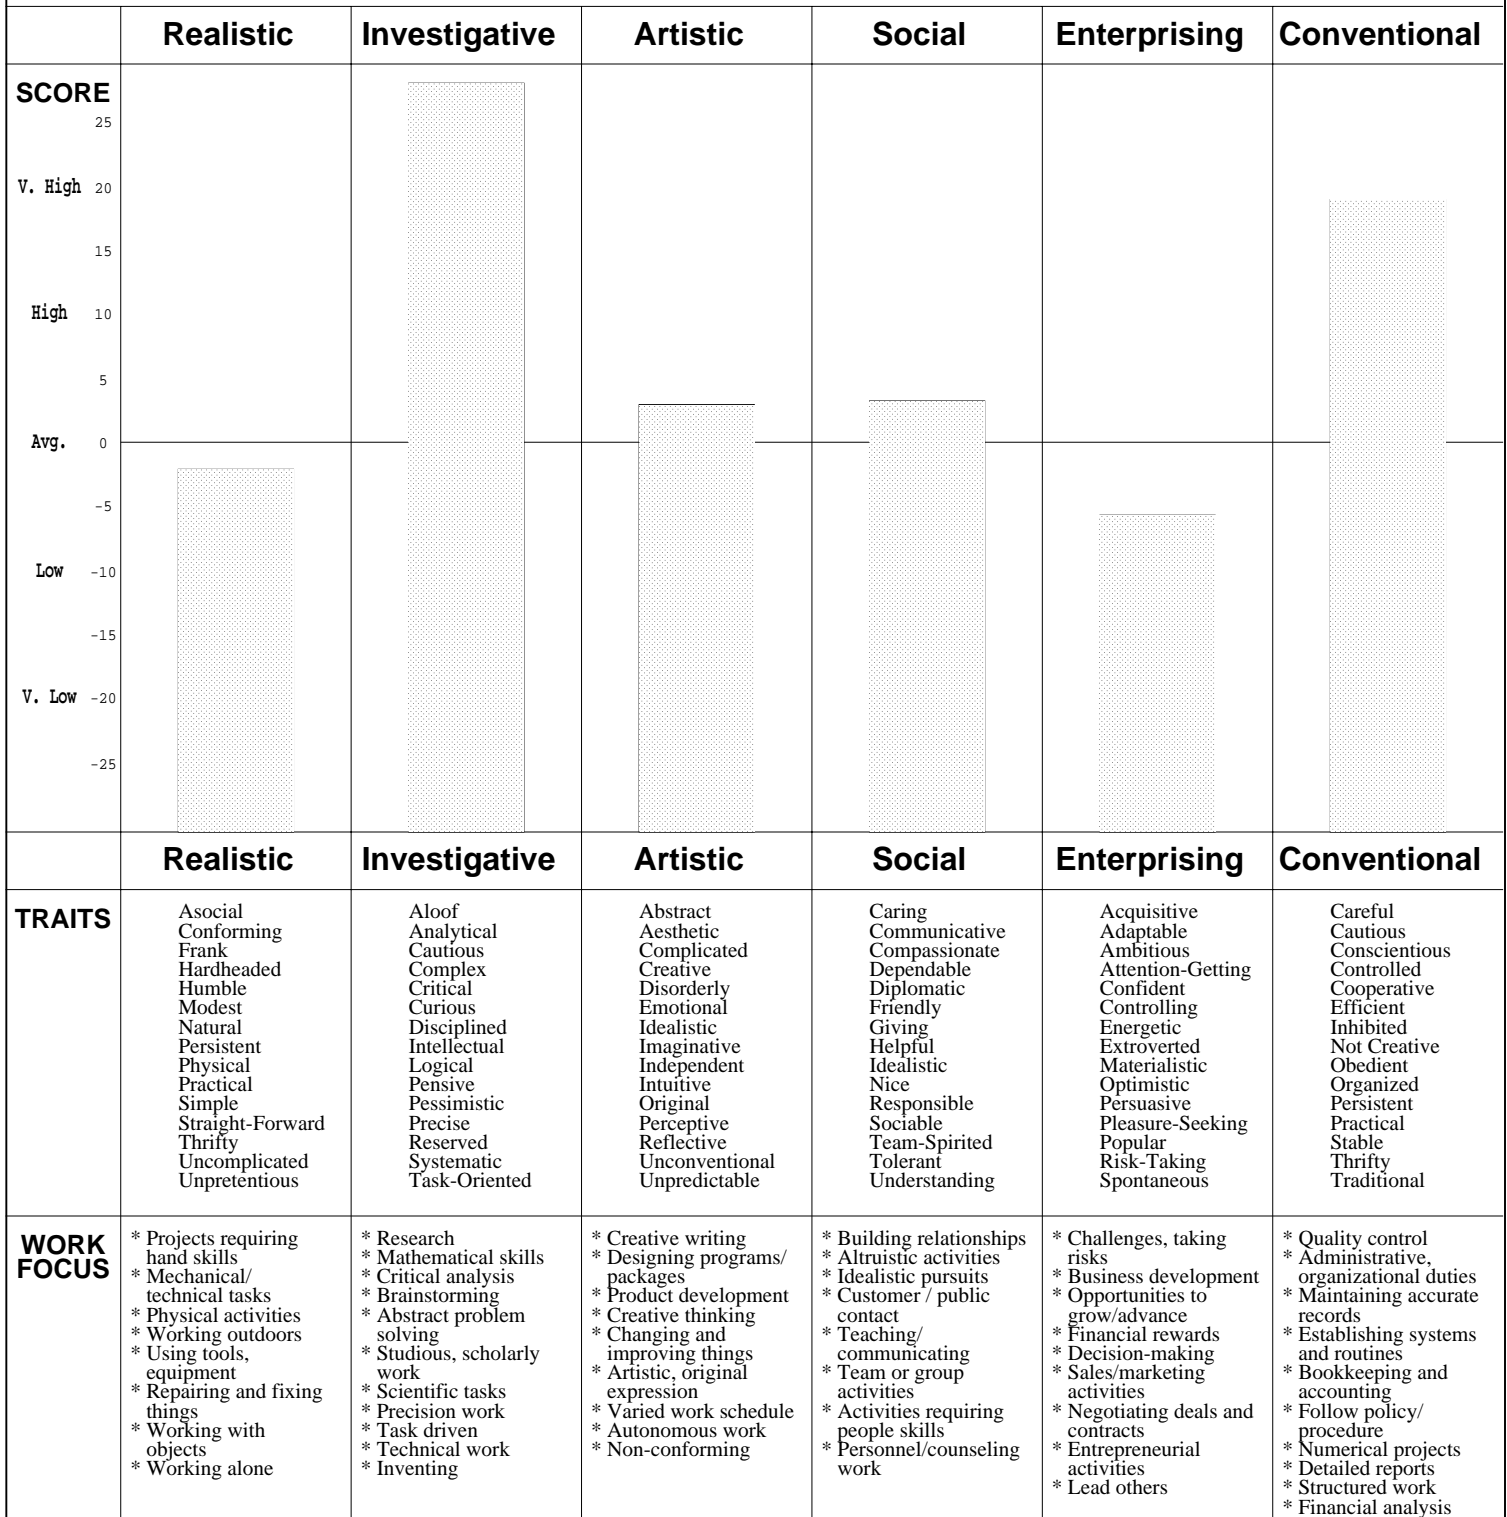 Realistic Investigative Artistic Social Enterprising Conventional
SCORE
25
V. High 20
15
High 10
5
Avg. 0
-5
Low -10
-15
V. Low -20
-25
Realistic Investigative Artistic Social Enterprising Conventional
TRAITS
Asocial
Conforming
Frank
Hardheaded
Humble
Modest
Natural
Persistent
Physical
Practical
Simple
Straight-Forward
Thrifty
Uncomplicated
Unpretentious
Aloof
Analytical
Cautious
Complex
Critical
Curious
Disciplined
Intellectual
Logical
Pensive
Pessimistic
Precise
Reserved
Systematic
Task-Oriented
Abstract
Aesthetic
Complicated
Creative
Disorderly
Emotional
Idealistic
Imaginative
Independent
Intuitive
Original
Perceptive
Reflective
Unconventional
Unpredictable
Caring
Communicative
Compassionate
Dependable
Diplomatic
Friendly
Giving
Helpful
Idealistic
Nice
Responsible
Sociable
Team-Spirited
Tolerant
Understanding
Acquisitive
Adaptable
Ambitious
Attention-Getting
Confident
Controlling
Energetic
Extroverted
Materialistic
Optimistic
Persuasive
Pleasure-Seeking
Popular
Risk-Taking
Spontaneous
Careful
Cautious
Conscientious
Controlled
Cooperative
Efficient
Inhibited
Not Creative
Obedient
Organized
Persistent
Practical
Stable
Thrifty
Traditional
WORK
FOCUS
* Projects requiring
hand skills
* Mechanical/
technical tasks
* Physical activities
* Working outdoors
* Using tools,
equipment
* Repairing and fixing
things
* Working with
objects
* Working alone
* Research
* Mathematical skills
* Critical analysis
* Brainstorming
* Abstract problem
solving
* Studious, scholarly
work
* Scientific tasks
* Precision work
* Task driven
* Technical work
* Inventing
* Creative writing
* Designing programs/
packages
* Product development
* Creative thinking
* Changing and
improving things
* Artistic, original
expression
* Varied work schedule
* Autonomous work
* Non-conforming
* Building relationships
* Altruistic activities
* Idealistic pursuits
* Customer / public
contact
* Teaching/
communicating
* Team or group
activities
* Activities requiring
people skills
* Personnel/counseling
work
* Challenges, taking
risks
* Business development
* Opportunities to
grow/advance
* Financial rewards
* Decision-making
* Sales/marketing
activities
* Negotiating deals and
contracts
* Entrepreneurial
activities
* Lead others
* Quality control
* Administrative,
organizational duties
* Maintaining accurate
records
* Establishing systems
and routines
* Bookkeeping and
accounting
* Follow policy/
procedure
* Numerical projects
* Detailed reports
* Structured work
* Financial analysis